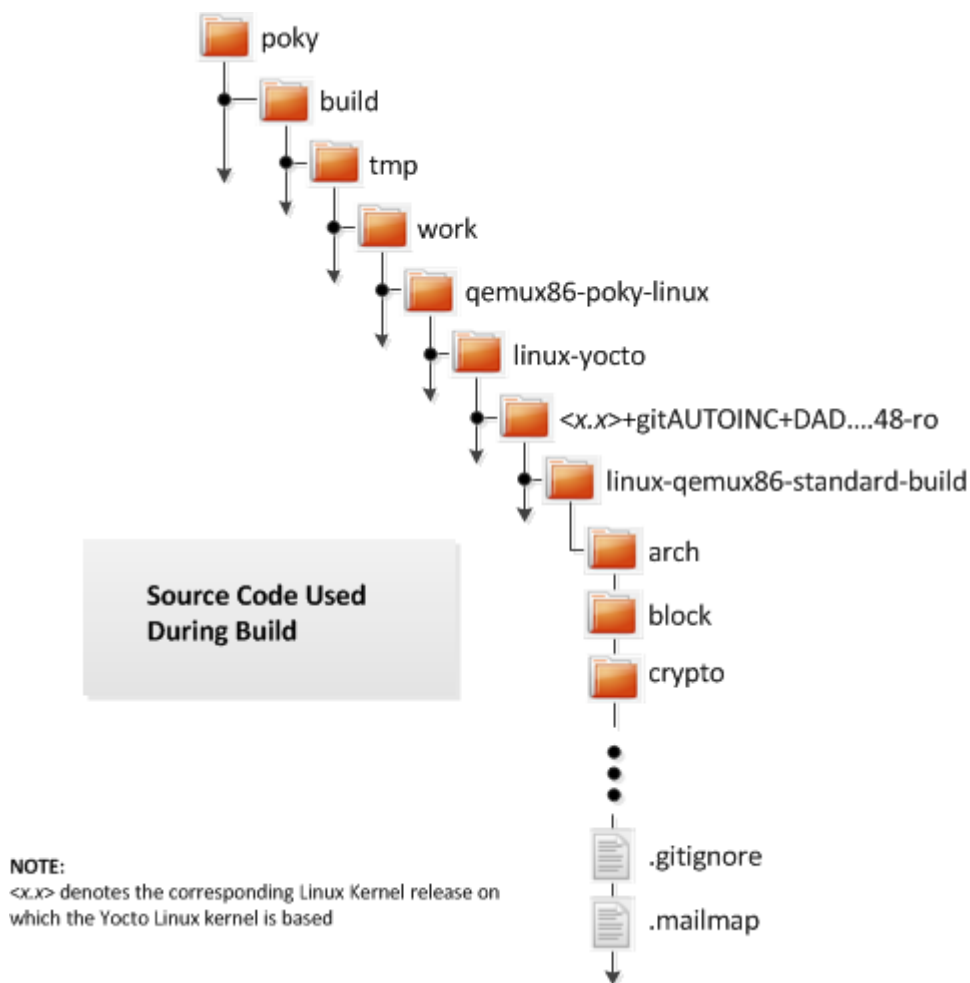 poky
build
tmp
work
qemux86-poky-linux
linux-yocto
<x.x>+gitAUTOINC+DAD....48-ro
linux-qemux86-standard-build
arch
Source Code Used
During Build
block
crypto
.gitignore
NOTE:
<x.x> denotes the corresponding Linux Kernel release on
which the Yocto Linux kernel is based
.mailmap